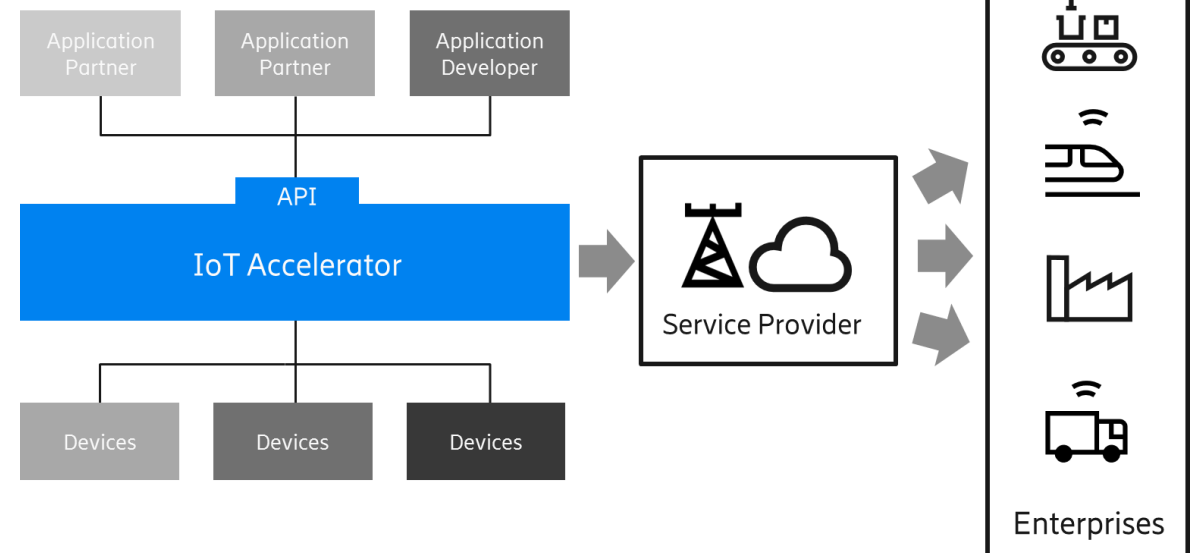 Application
Partner
Application
Partner
Application
Developer
API
IoT Accelerator
Service Provider
Devices
Devices
Devices
Enterprises